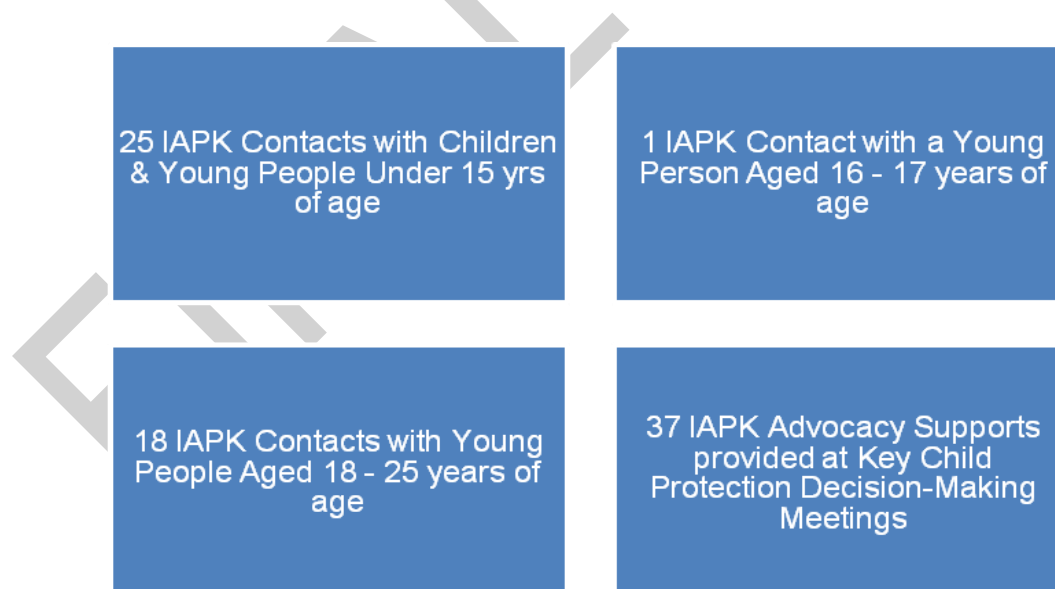 25 IAPK Contacts with Children
& Young People Under 15 yrs
of age
1 IAPK Contact with a Young
Person Aged 16 - 17 years of
age
18 IAPK Contacts with Young
People Aged 18 - 25 years of
age
37 IAPK Advocacy Supports
provided at Key Child
Protection Decision-Making
Meetings